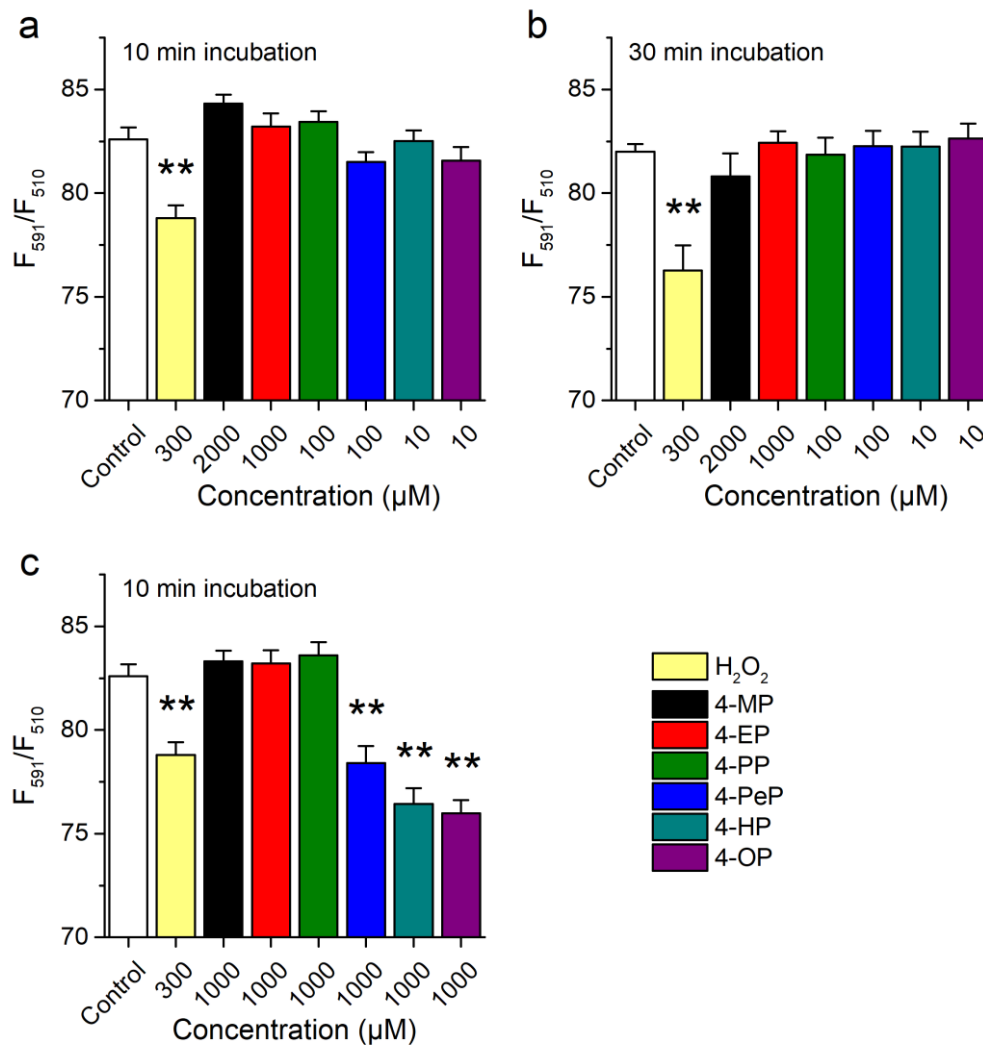 a
10 min incubation
85
80
75
70
F591/F510
**
Control
300
2000
1000
100
100
10
10
Concentration (µM)
b
30 min incubation
85
80
75
70
F591/F510
**
Control
300
2000
1000
100
100
10
10
Concentration (µM)
c
10 min incubation
85
80
75
70
F591/F510
**
**
**
**
Control
300
1000
1000
1000
1000
1000
1000
Concentration (µM)
H2O2
4-MP
4-EP
4-PP
4-PeP
4-HP
4-OP